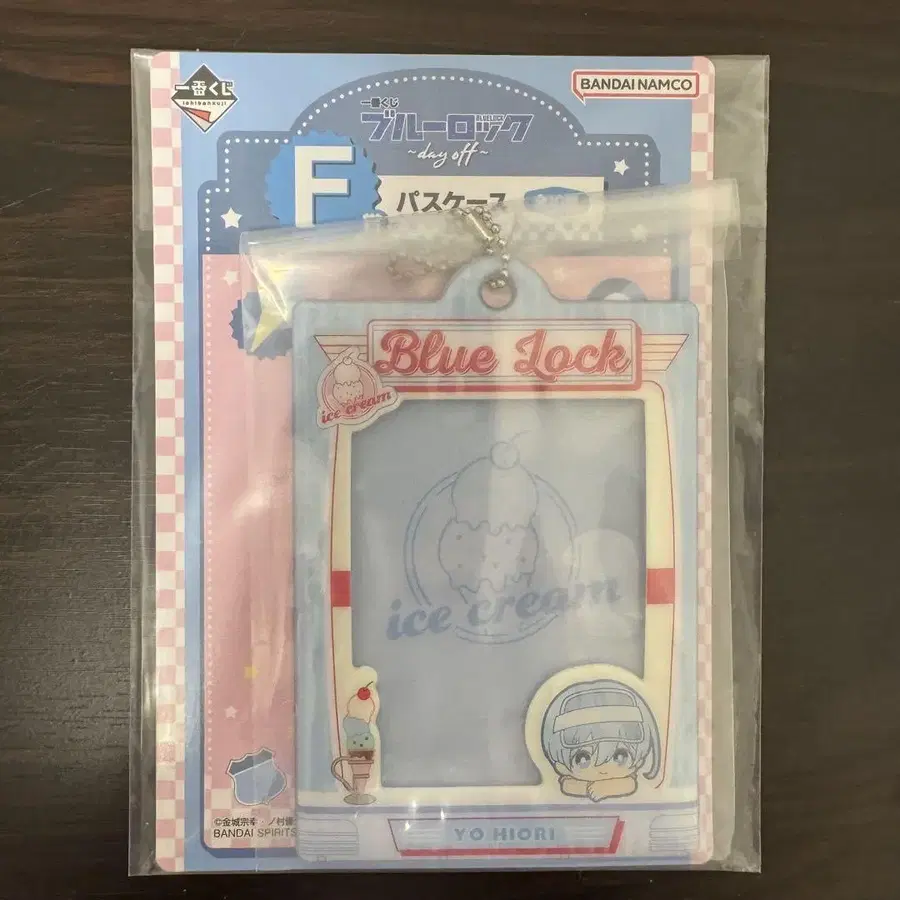 一番くじ
ichibankuji
BANDAI NAMCO
一番くじ
ブルーロック
BLUELOCK
~day off~
F
パスケース
Blue Lock
ice cream
ice cream
YO HIORI
©金城宗幸・ノ村優
BANDAI SPIRITS